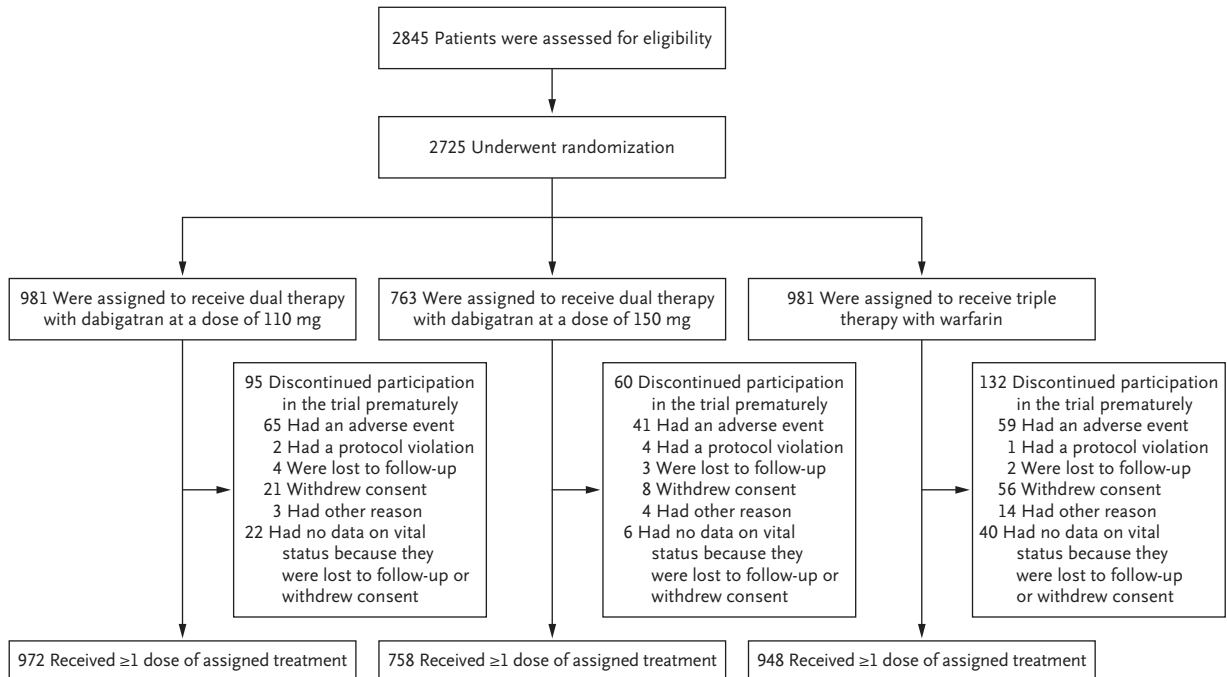 2845 Patients were assessed for eligibility
2725 Underwent randomization
981 Were assigned to receive dual therapy
with dabigatran at a dose of 110 mg
763 Were assigned to receive dual therapy
with dabigatran at a dose of 150 mg
981 Were assigned to receive triple
therapy with warfarin
95 Discontinued participation
in the trial prematurely
65 Had an adverse event
2 Had a protocol violation
4 Were lost to follow-up
21 Withdrew consent
3 Had other reason
22 Had no data on vital
status because they
were lost to follow-up or
withdrew consent
60 Discontinued participation
in the trial prematurely
41 Had an adverse event
4 Had a protocol violation
3 Were lost to follow-up
8 Withdrew consent
4 Had other reason
6 Had no data on vital
status because they
were lost to follow-up or
withdrew consent
132 Discontinued participation
in the trial prematurely
59 Had an adverse event
1 Had a protocol violation
2 Were lost to follow-up
56 Withdrew consent
14 Had other reason
40 Had no data on vital
status because they
were lost to follow-up
or withdrew consent
972 Received ≥1 dose of assigned treatment
758 Received ≥1 dose of assigned treatment
948 Received ≥1 dose of assigned treatment